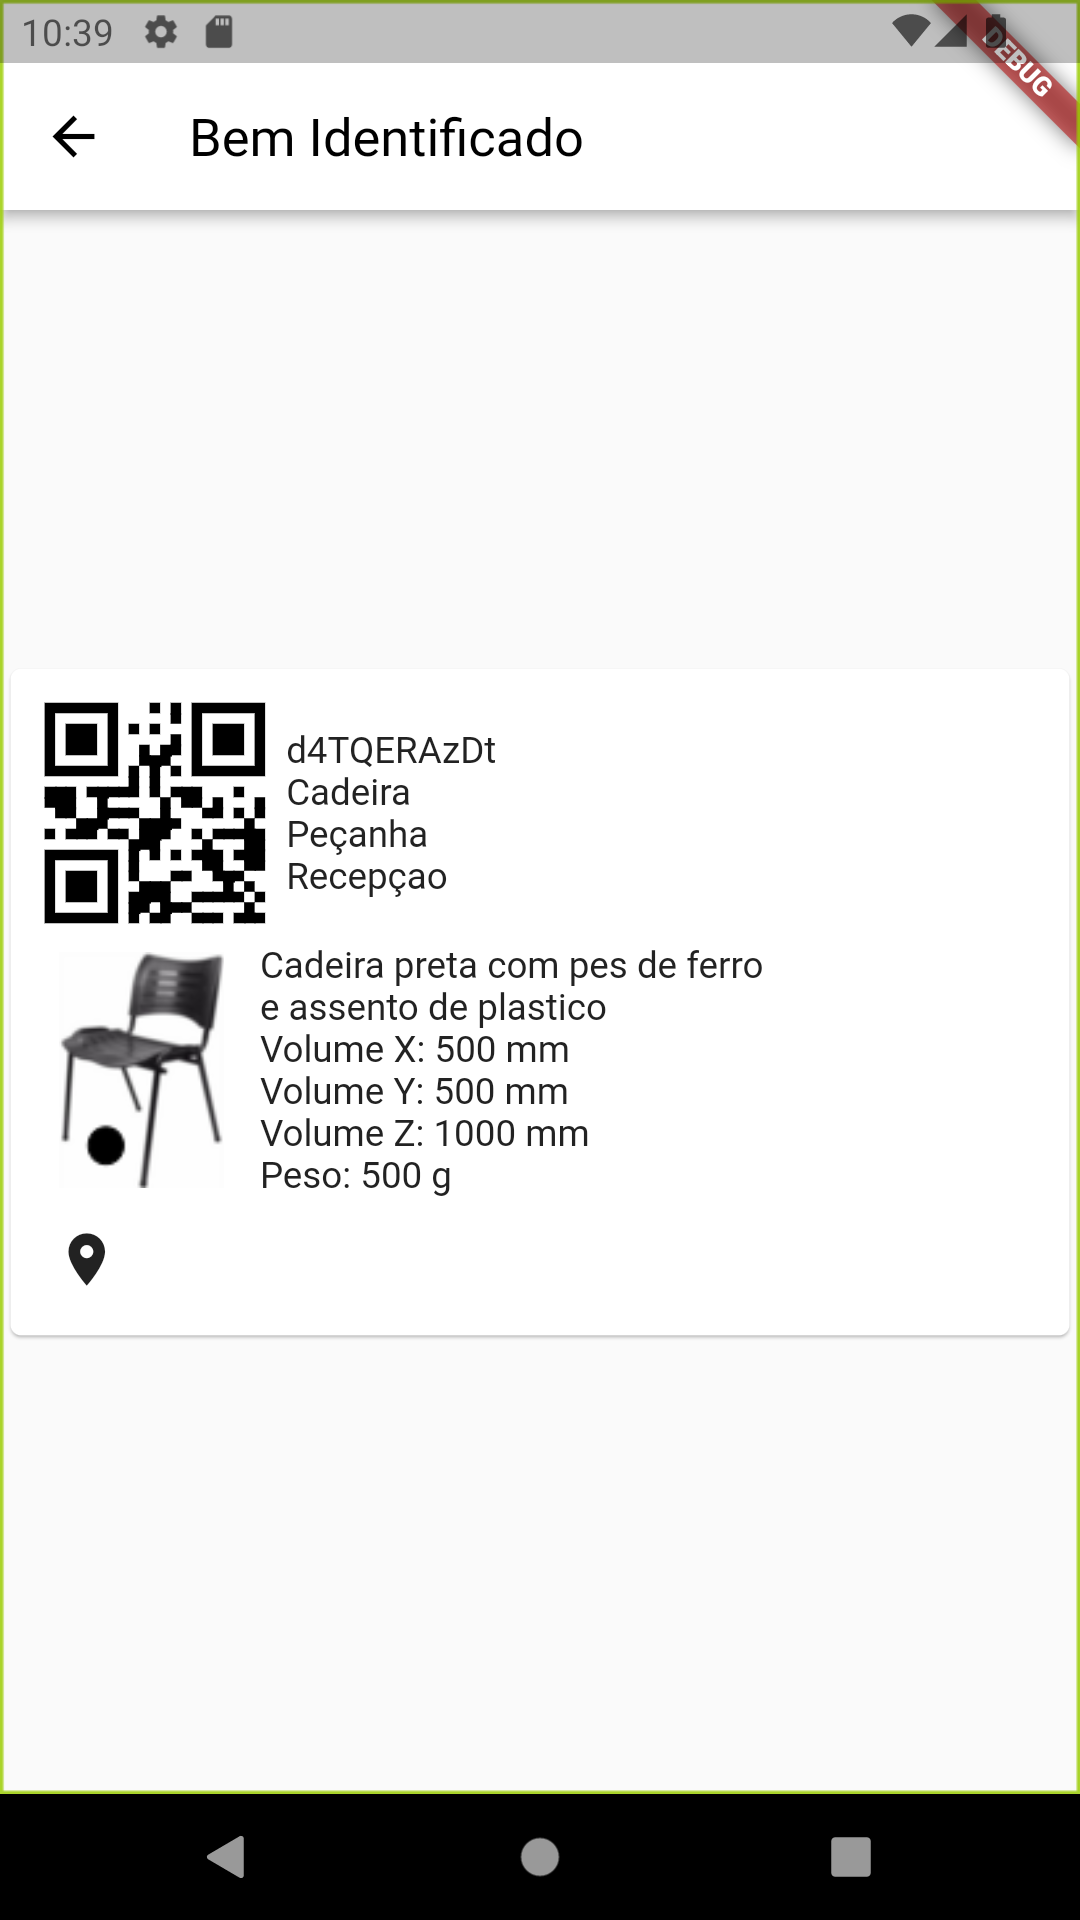 10:39
DEBUG
Bem Identificado
d4TQERAzDt
Cadeira
Peçanha
Recepçao
Cadeira preta com pes de ferro
e assento de plastico
Volume X: 500 mm
Volume Y: 500 mm
Volume Z: 1000 mm
Peso: 500 g